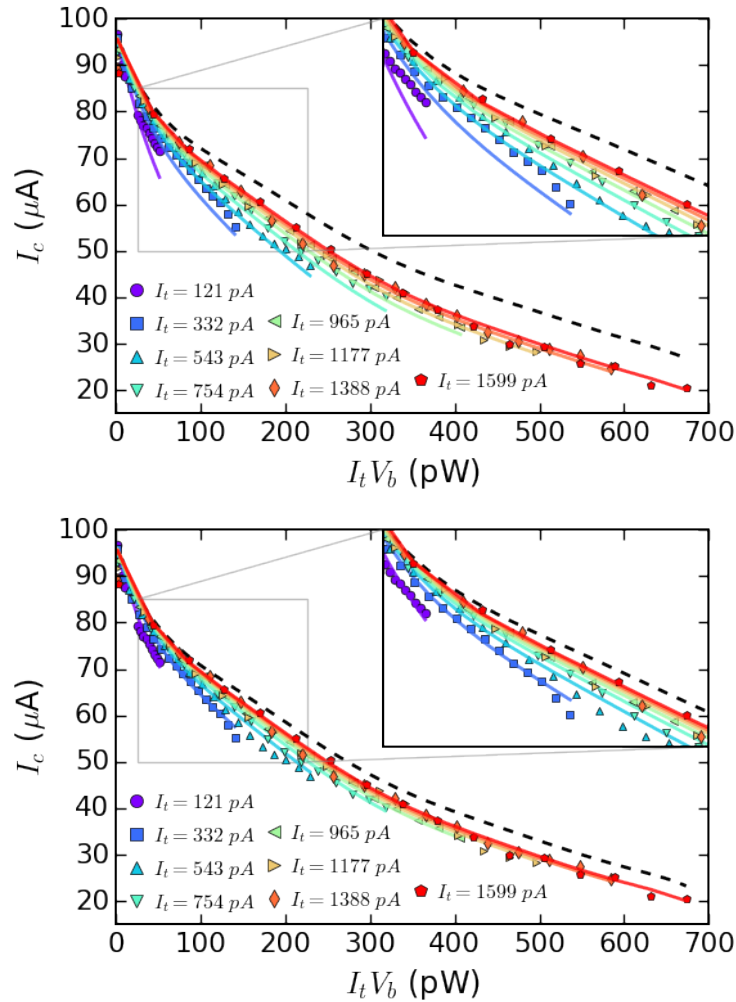 100
90
80
70
60
50
40
30
20
I_c (μA)
I_t = 121 pA
I_t = 332 pA
I_t = 543 pA
I_t = 754 pA
I_t = 965 pA
I_t = 1177 pA
I_t = 1388 pA
I_t = 1599 pA
0 100 200 300 400 500 600 700
I_t V_b (pW)
100
90
80
70
60
50
40
30
20
I_c (μA)
I_t = 121 pA
I_t = 332 pA
I_t = 543 pA
I_t = 754 pA
I_t = 965 pA
I_t = 1177 pA
I_t = 1388 pA
I_t = 1599 pA
0 100 200 300 400 500 600 700
I_t V_b (pW)